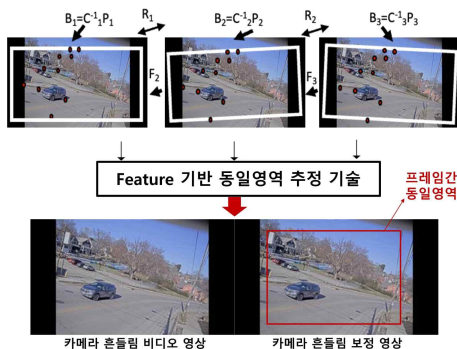 B₁=C⁻¹₁P₁ R₁ B₂=C⁻¹₂P₂ R₂ B₃=C⁻¹₃P₃
F₂ F₃
Feature 기반 동일영역 추정 기술
프레임간
동일영역
카메라 흔들림 비디오 영상 카메라 흔들림 보정 영상